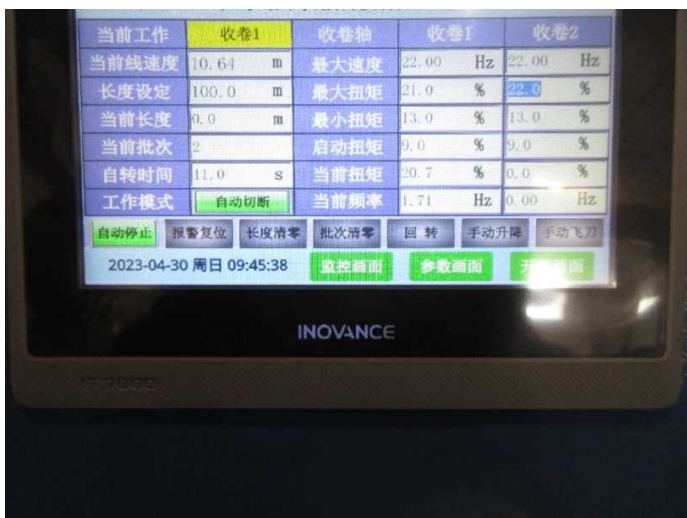 当前工作 收卷1 收卷轴 收卷1 收卷2
当前线速度 10.64 m 最大速度 22.00 Hz 22.00 Hz
长度设定 100.0 m 最大扭矩 21.0 % 22.0 %
当前长度 0.0 m 最小扭矩 13.0 % 13.0 %
当前批次 2 启动扭矩 9.0 % 9.0 %
自转时间 11.0 s 当前扭矩 20.7 % 0.0 %
工作模式 自动切断 当前频率 1.71 Hz 0.00 Hz
自动停止 报警复位 长度清零 批次清零 回 转 手动升降 手动飞刀
2023-04-30 周日 09:45:38 监控画面 参数画面 画面
INOVANCE